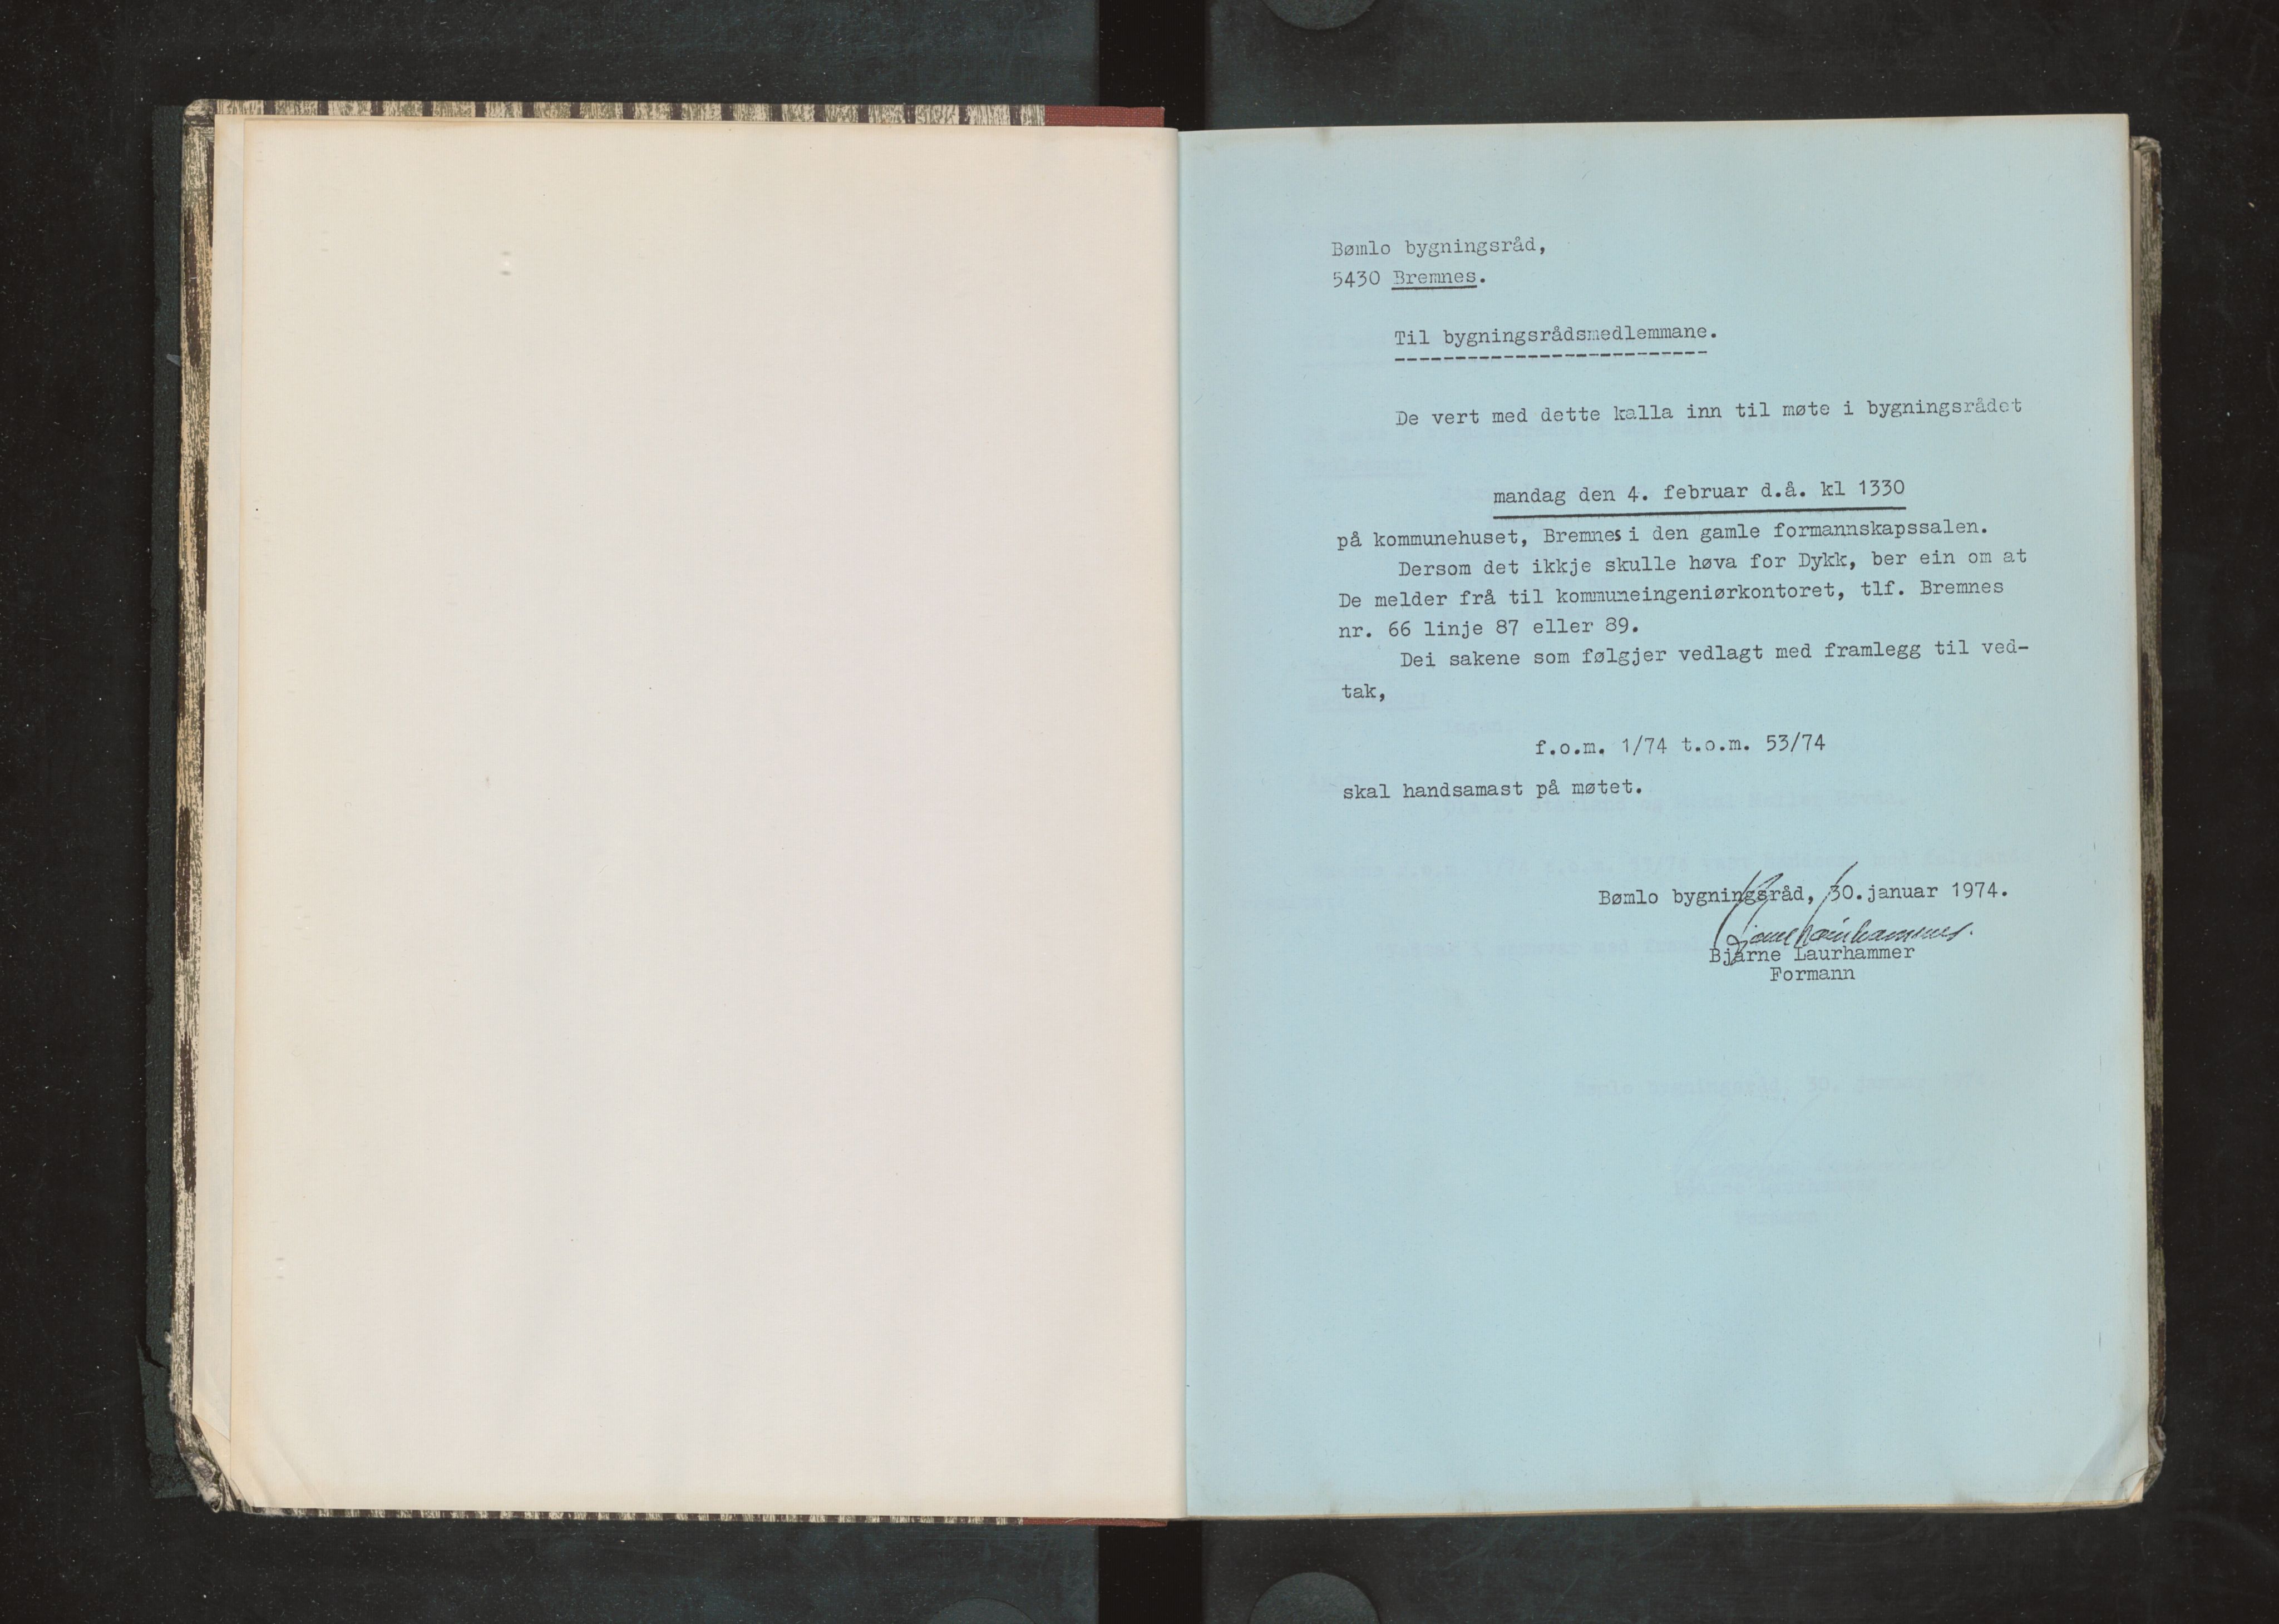 Bømlo bygningsråd,
5430 Bremnes.
Til bygningsrådsmedlemmane.
De vert med dette kalla inn til møte i bygningsrådet
mandag den 4. februar d.å. kl 1330
på kommunehuset, Bremnes i den gamle formannskapssalen.
Dersom det ikkje skulle høva for Dykk, ber ein om at
De melder frå til kommuneingeniørkontoret, tlf. Bremnes
nr. 66 linje 87 eller 89.
Dei sakene som følgjer vedlagt med framlegg til ved-
tak,
f.o.m. 1/74 t.o.m. 53/74
skal handsamast på møtet.
Bømlo bygningsråd, 30.januar 1974.
Bjarne Laurhammer
Formann